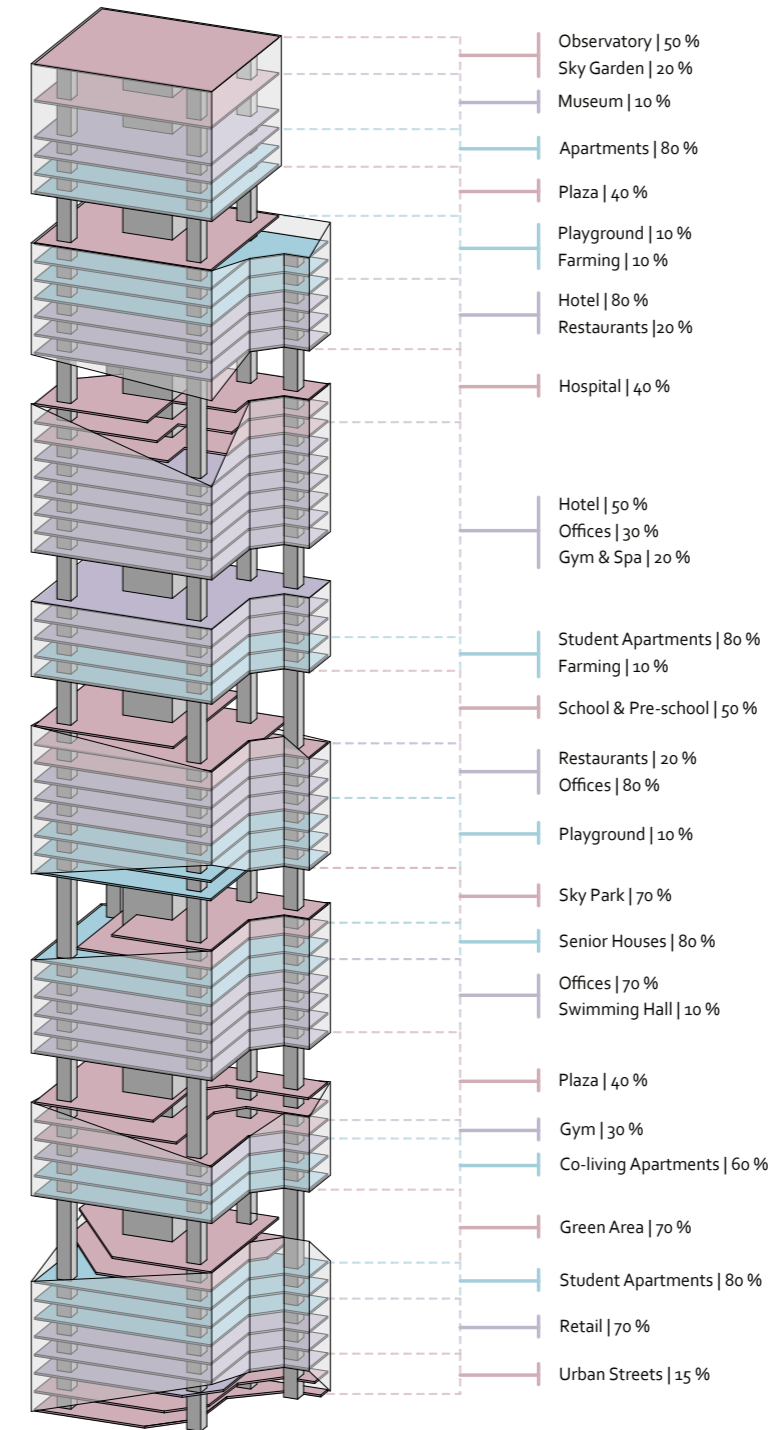 Observatory | 50 %
Sky Garden | 20 %
Museum | 10 %
Apartments | 80 %
Plaza | 40 %
Playground | 10 %
Farming | 10 %
Hotel | 80 %
Restaurants |20 %
Hospital | 40 %
Hotel | 50 %
Offices | 30 %
Gym & Spa | 20 %
Student Apartments | 80 %
Farming | 10 %
School & Pre-school | 50 %
Restaurants | 20 %
Offices | 80 %
Playground | 10 %
Sky Park | 70 %
Senior Houses | 80 %
Offices | 70 %
Swimming Hall | 10 %
Plaza | 40 %
Gym | 30 %
Co-living Apartments | 60 %
Green Area | 70 %
Student Apartments | 80 %
Retail | 70 %
Urban Streets | 15 %